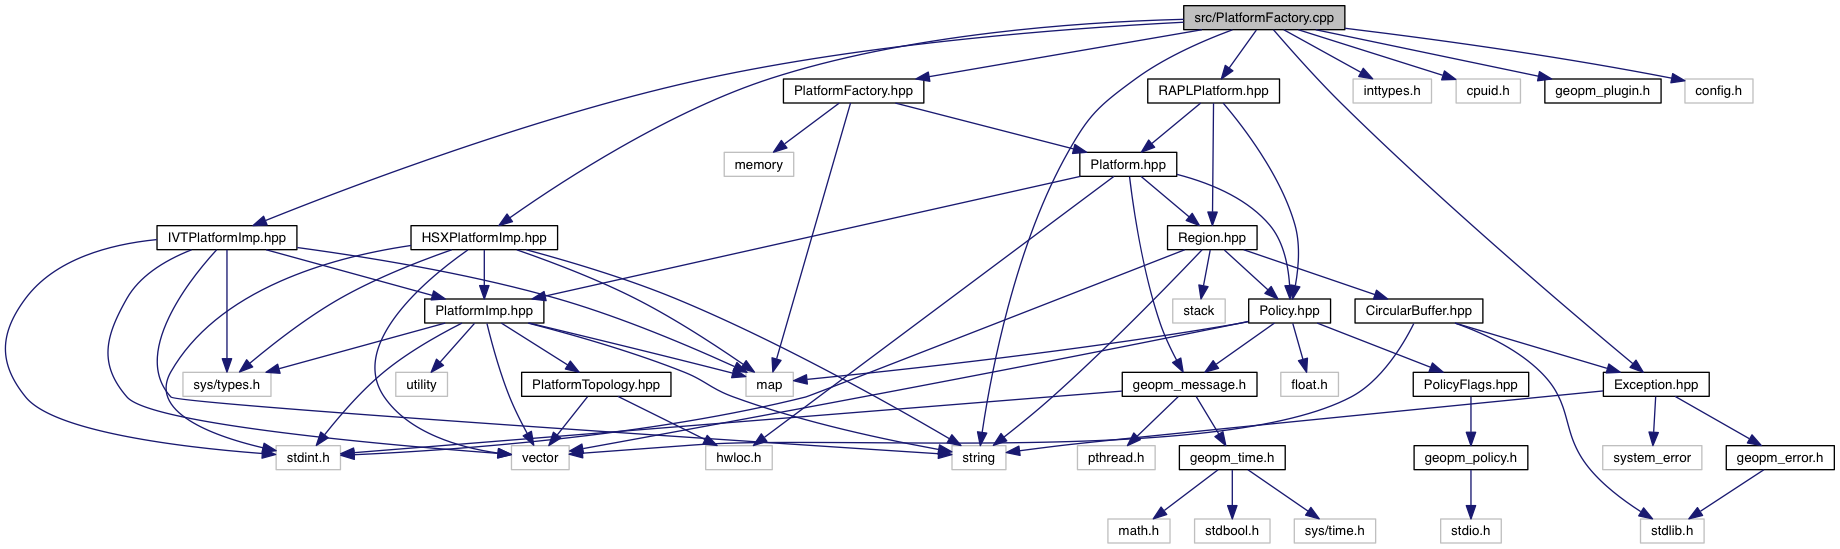 src/PlatformFactory.cpp
PlatformFactory.hpp
RAPLPlatform.hpp
inttypes.h
cpuid.h
geopm_plugin.h
config.h
memory
Platform.hpp
IVTPlatformImp.hpp
HSXPlatformImp.hpp
Region.hpp
PlatformImp.hpp
stack
Policy.hpp
CircularBuffer.hpp
sys/types.h
utility
PlatformTopology.hpp
map
geopm_message.h
float.h
PolicyFlags.hpp
Exception.hpp
stdint.h
vector
hwloc.h
string
pthread.h
geopm_time.h
geopm_policy.h
system_error
geopm_error.h
math.h
stdbool.h
sys/time.h
stdio.h
stdlib.h